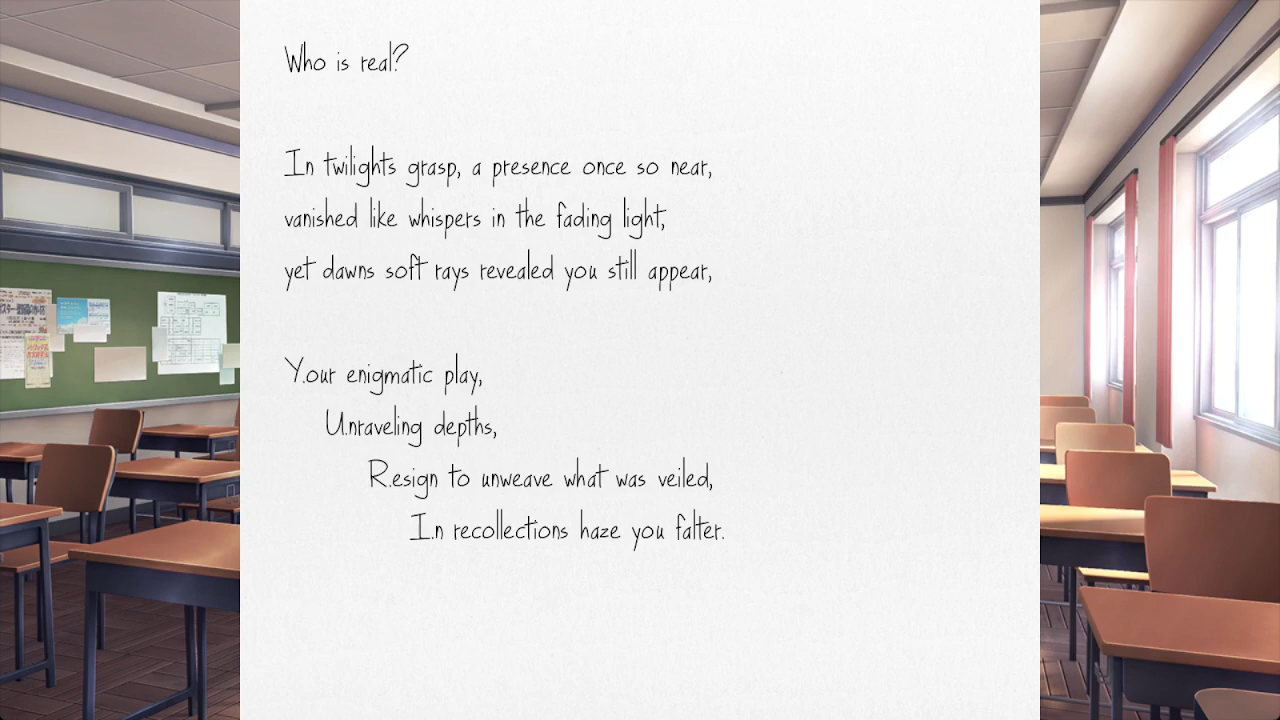 Who is real?
In twilights grasp, a presence once so near,
vanished like whispers in the fading light,
yet dawns soft rays revealed you still appear,
Y.our enigmatic play,
U.nraveling depths,
R.esign to unweave what was veiled,
I.n recollections haze you falter.